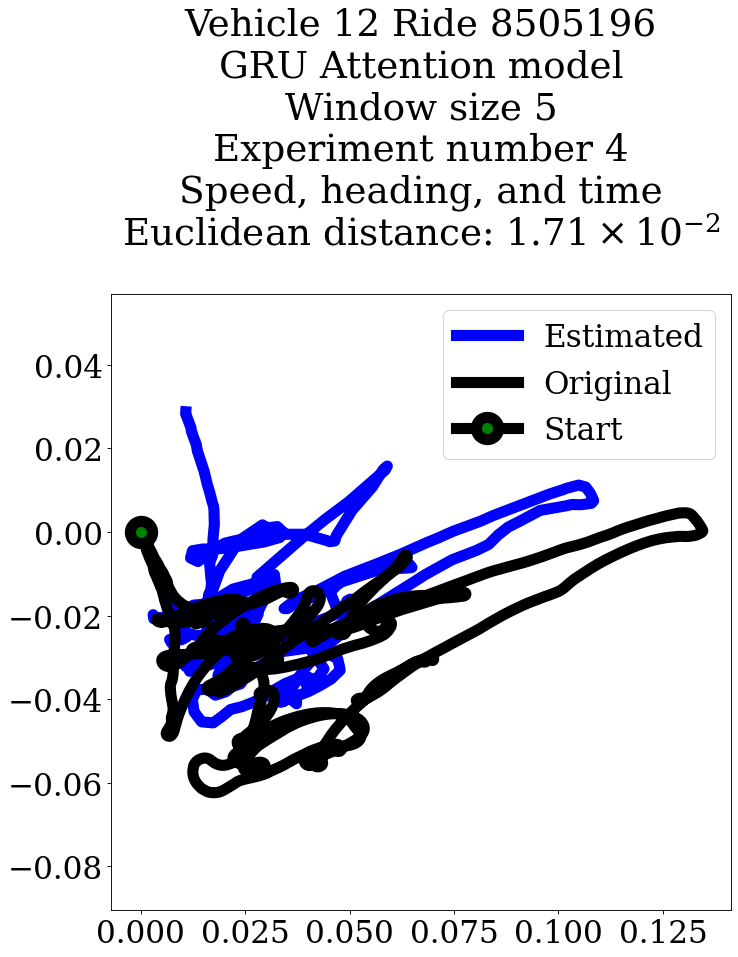 Vehicle 12 Ride 8505196
GRU Attention model
Window size 5
Experiment number 4
Speed, heading, and time
Euclidean distance: 1.71 × 10⁻²
Estimated
Original
Start
0.04
0.02
0.00
−0.02
−0.04
−0.06
−0.08
0.000 0.025 0.050 0.075 0.100 0.125